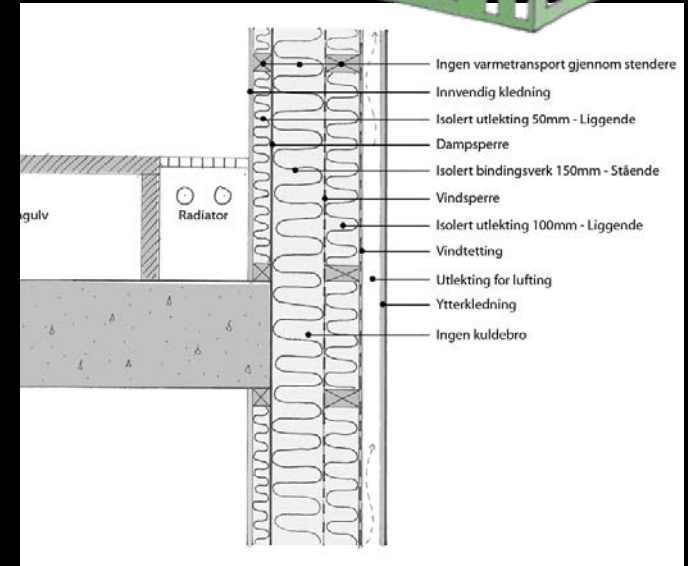 Ingen varmetransport gjennom stendere
Innvendig kledning
Isolert utlekting 50mm - Liggende
Dampsperre
Isolert bindingsverk 150mm - Stående
Vindsperre
Isolert utlekting 100mm - Liggende
Vindtetting
Utlekting for lufting
Ytterkledning
Ingen kuldebro
ngulv
Radiator